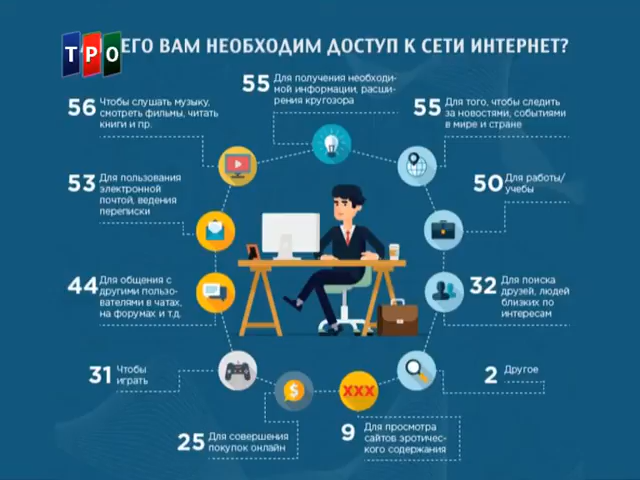 ТРО
ЕГО ВАМ НЕОБХОДИМ ДОСТУП К СЕТИ ИНТЕРНЕТ?
55 Для получения необходи-
мой информации, расши-
рения кругозора
56 Чтобы слушать музыку,
смотреть фильмы, читать
книги и пр.
55 Для того, чтобы следить
за новостями, событиями
в мире и стране
53 Для пользования
электронной
почтой, ведения
переписки
50 Для работы/
учебы
44 Для общения с
другими пользо-
вателями в чатах,
на форумах и т.д.
32 Для поиска
друзей, людей
близких по
интересам
31 Чтобы
играть
2 Другое
XXX
25 Для совершения
покупок онлайн
9 Для просмотра
сайтов эротичес-
кого содержания